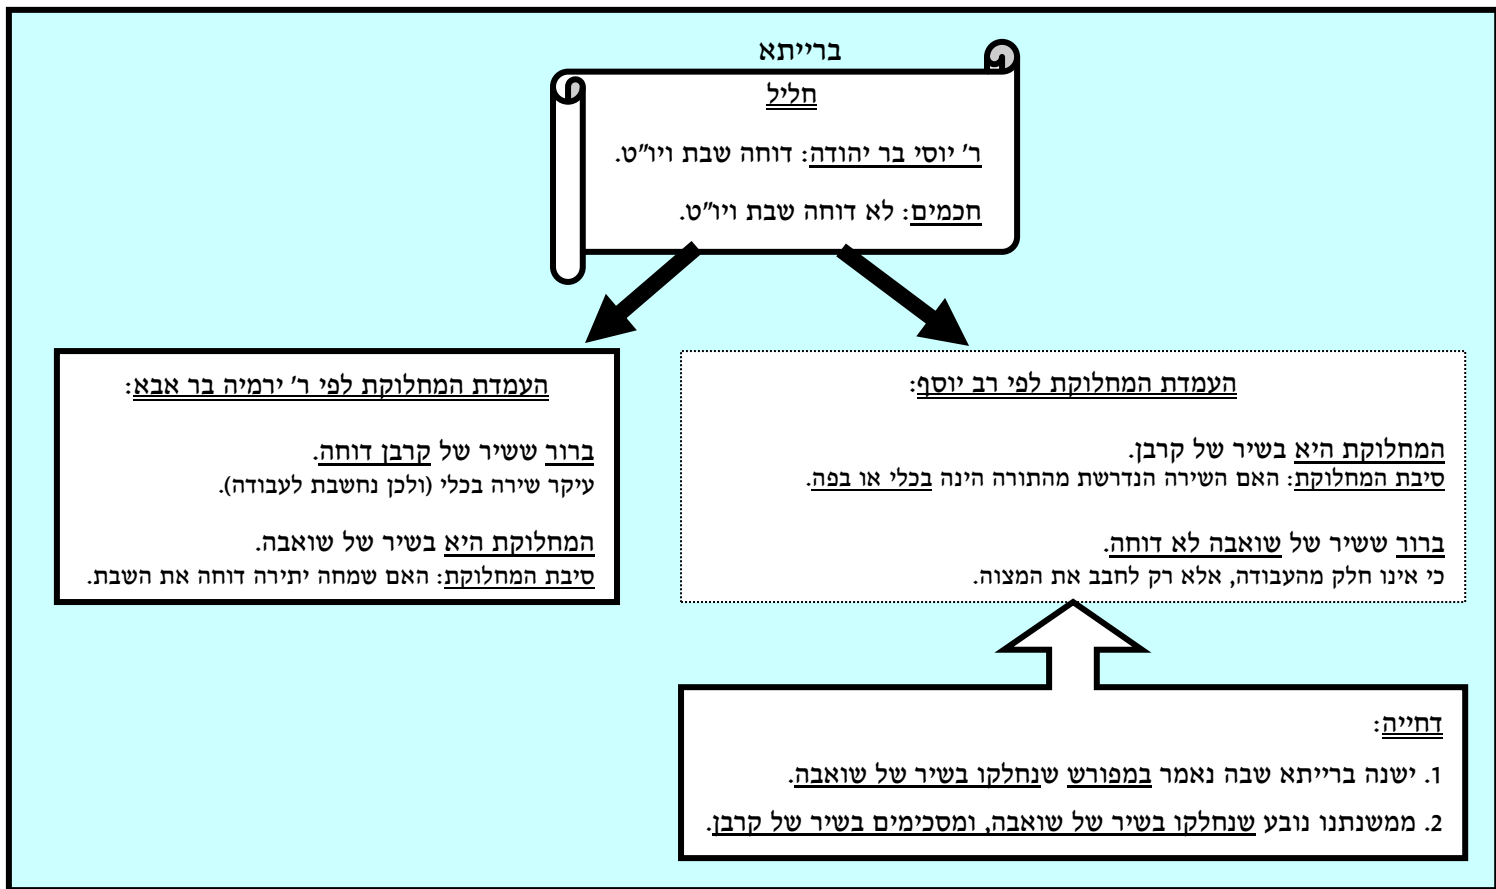 ברייתא
חליל
ר' יוסי בר יהודה: דוחה שבת ויו"ט.
חכמים: לא דוחה שבת ויו"ט.
העמדת המחלוקת לפי רב יוסף:
המחלוקת היא בשיר של קרבן.
סיבת המחלוקת: האם השירה הנדרשת מהתורה הינה בכלי או בפה.
ברור ששיר של שואבה לא דוחה.
כי אינו חלק מהעבודה, אלא רק לחבב את המצוה.
העמדת המחלוקת לפי ר' ירמיה בר אבא:
ברור ששיר של קרבן דוחה.
עיקר שירה בכלי (ולכן נחשבת לעבודה).
המחלוקת היא בשיר של שואבה.
סיבת המחלוקת: האם שמחה יתירה דוחה את השבת.
דחייה:
1. ישנה ברייתא שבה נאמר במפורש שנחלקו בשיר של שואבה.
2. ממשנתנו נובע שנחלקו בשיר של שואבה, ומסכימים בשיר של קרבן.